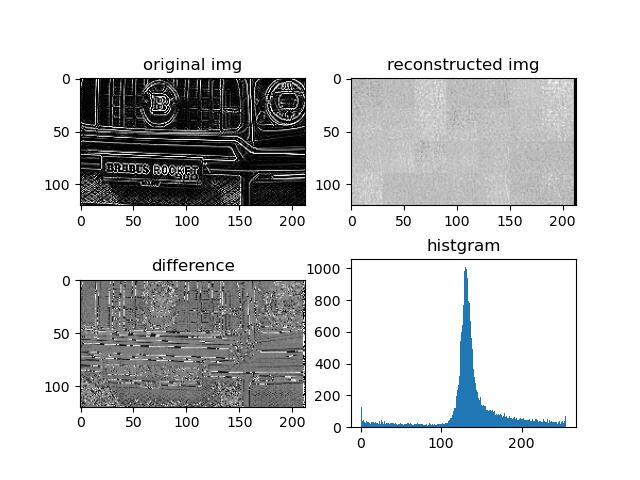 original img
0
50
100
0 50 100 150 200
B
BRABUS ROCKET
reconstructed img
0
50
100
0 50 100 150 200
difference
0
50
100
0 50 100 150 200
histgram
1000
800
600
400
200
0
0 100 200